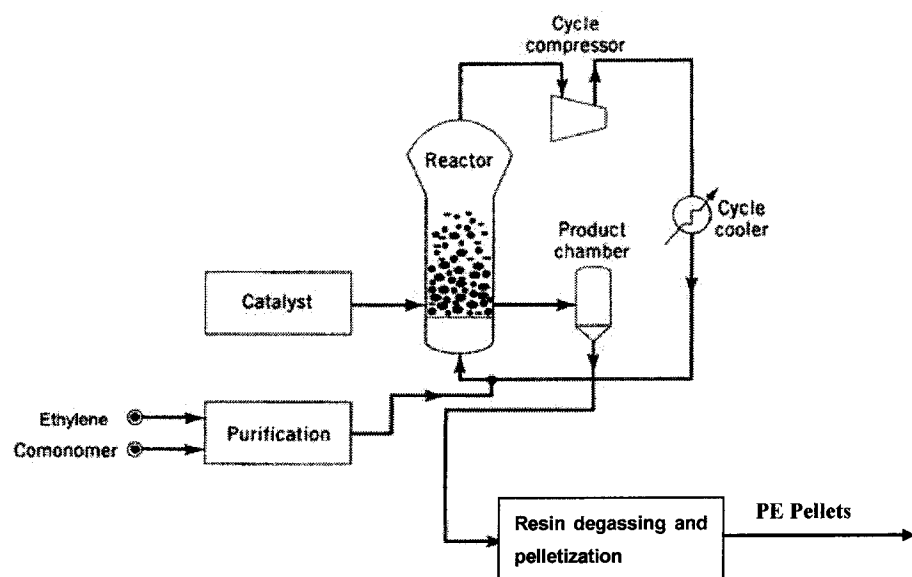 Cycle
compressor
Reactor
Cycle
cooler
Product
chamber
Catalyst
Ethylene
Comonomer
Purification
Resin degassing and
pelletization
PE Pellets